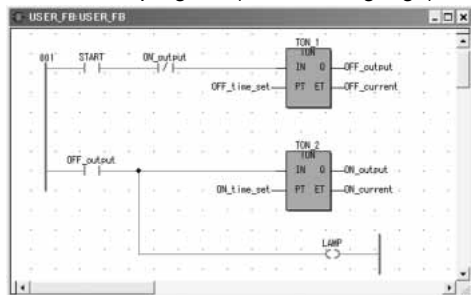 USER_FB:USER_FB
TON_1
001 START ON_output TON
IN Q OFF_output
OFF_time_set PT ET OFF_current
TON_2
OFF_output TON
IN Q ON_output
ON_time_set PT ET ON_current
LAMP